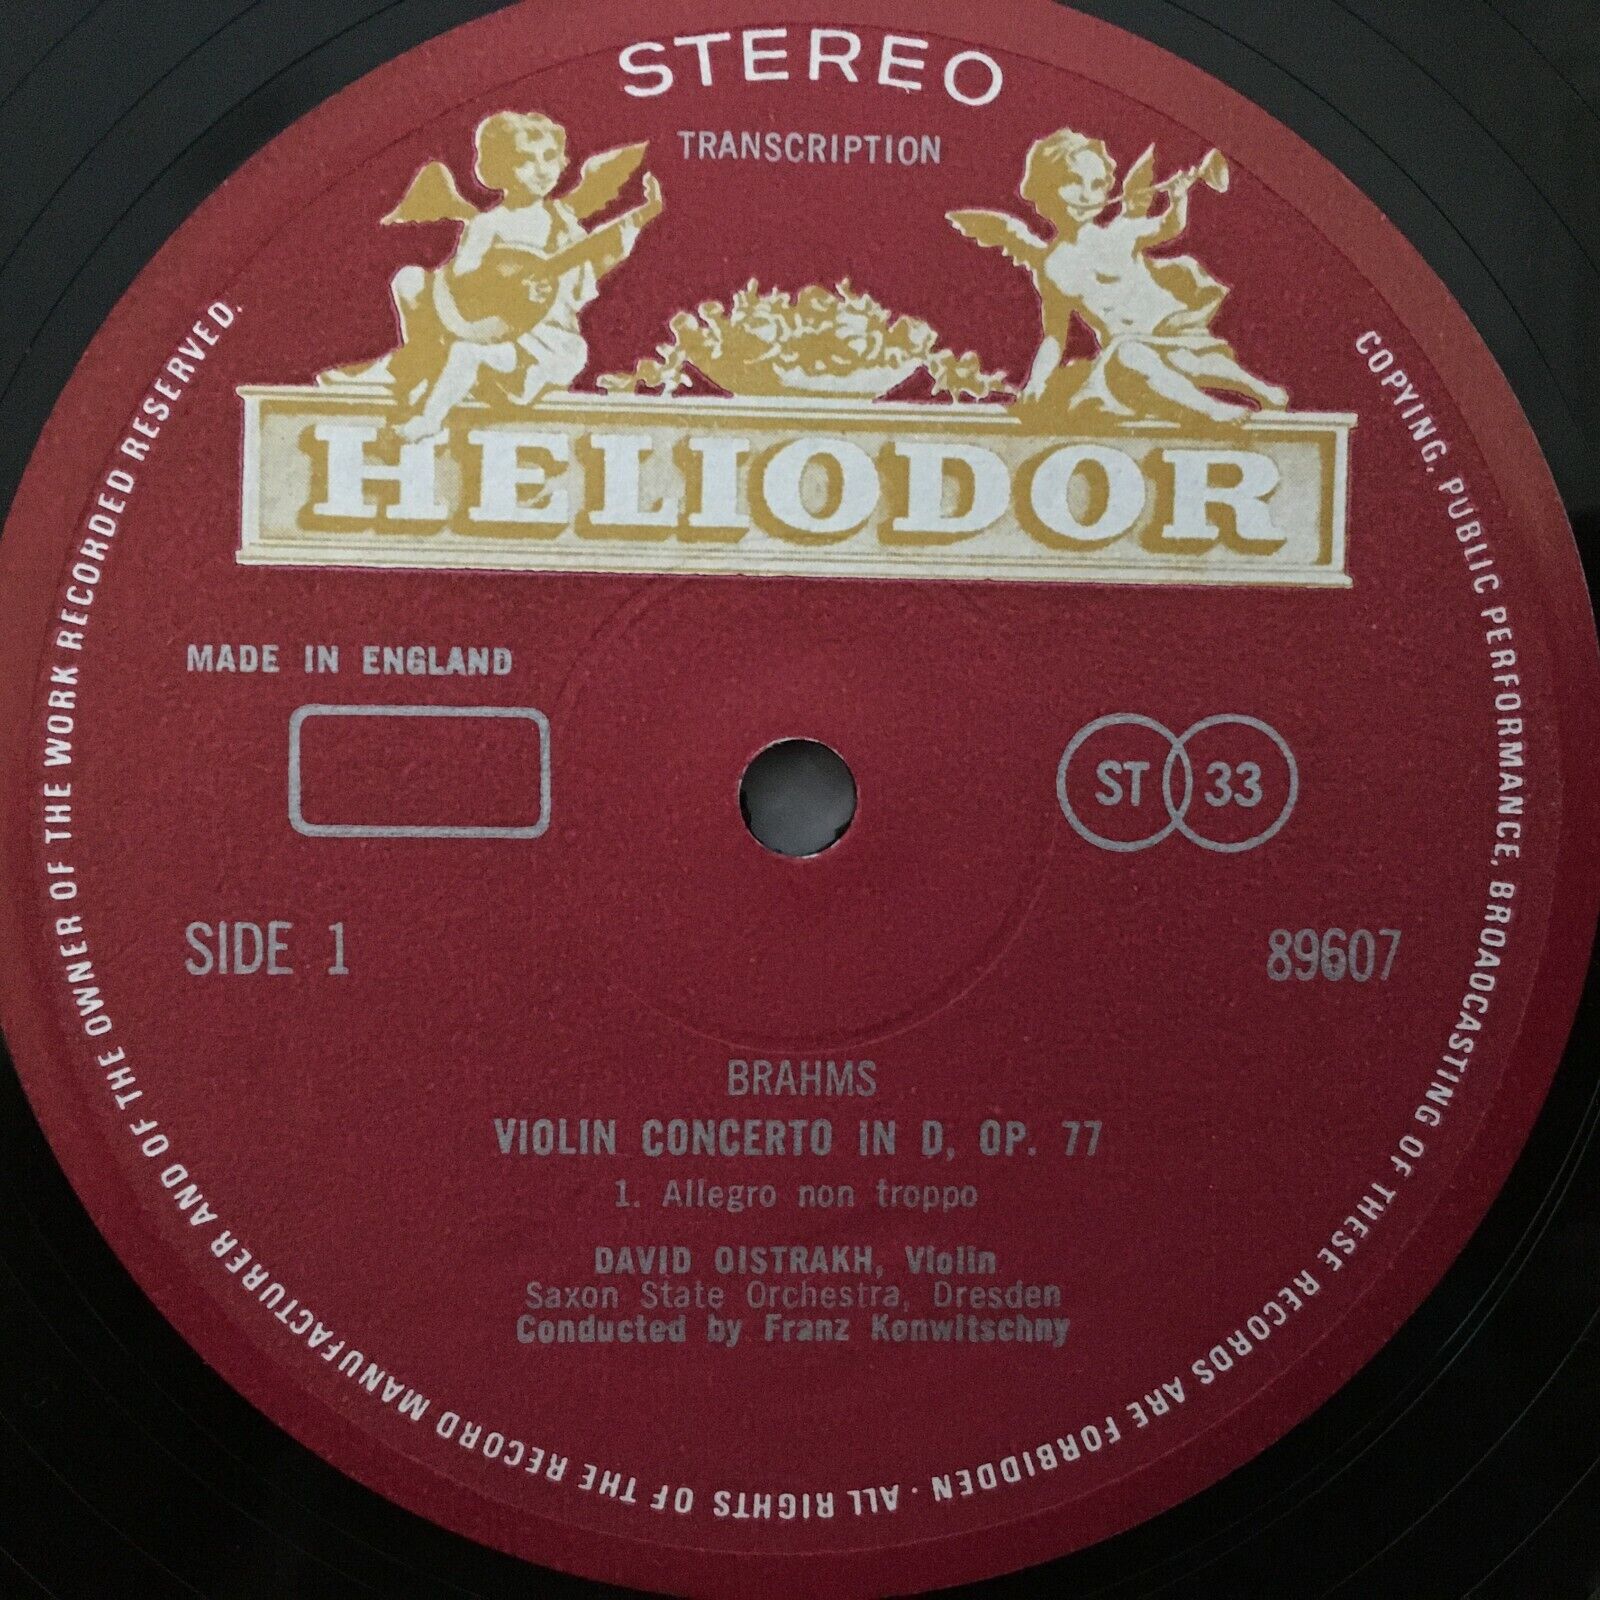 STEREO
TRANSCRIPTION
HELIODOR
MADE IN ENGLAND
ST 33
SIDE 1
89607
BRAHMS
VIOLIN CONCERTO IN D, OP. 77
1. Allegro non troppo
DAVID OISTRAKH, Violin
Saxon State Orchestra, Dresden
Conducted by Franz Konwitschny
COPYING, PUBLIC PERFORMANCE, BROADCASTING OF THESE RECORDS ARE FORBIDDEN · ALL RIGHTS OF THE RECORD MANUFACTURER AND OF THE OWNER OF THE WORK RECORDED RESERVED.